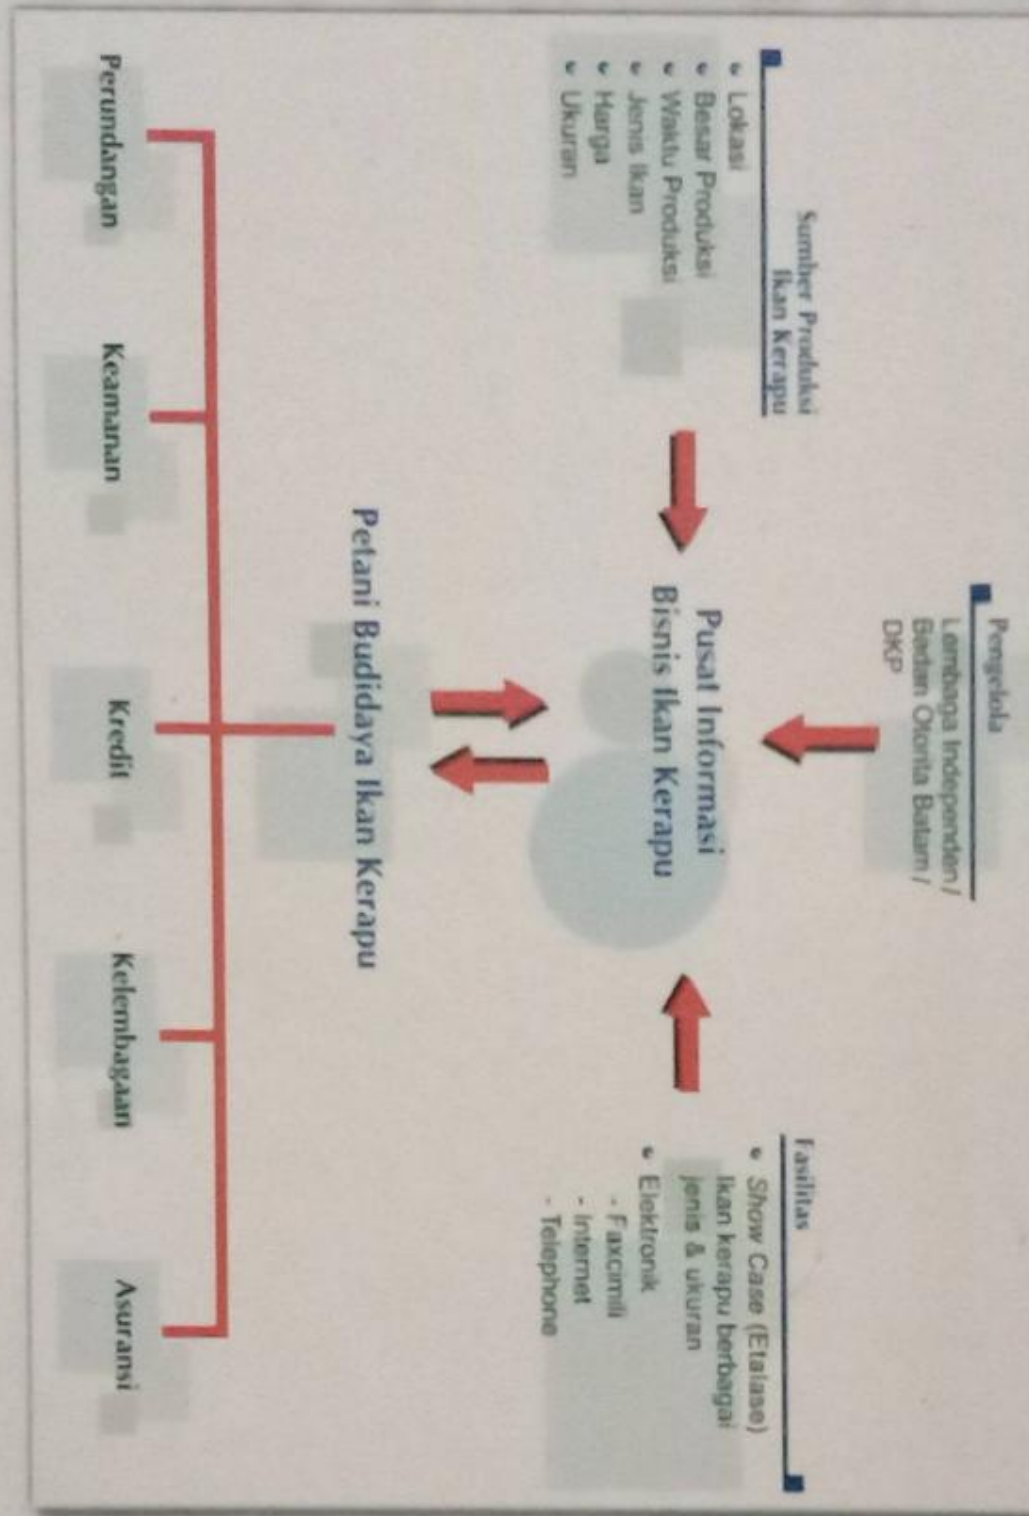 Pengelola
Lembaga Independen /
Badan Otorita Batam /
DKP
Sumber Produksi
Ikan Kerapu
Lokasi
Besar Produksi
Waktu Produksi
Jenis Ikan
Harga
Ukuran
Pusat Informasi
Bisnis Ikan Kerapu
Fasilitas
Show Case (Etalase)
Ikan kerapu berbagai
jenis & ukuran
Elektronik
- Faxcimili
- Internet
- Telephone
Petani Budidaya Ikan Kerapu
Perundangan
Keamanan
Kredit
Kelembagaan
Asuransi